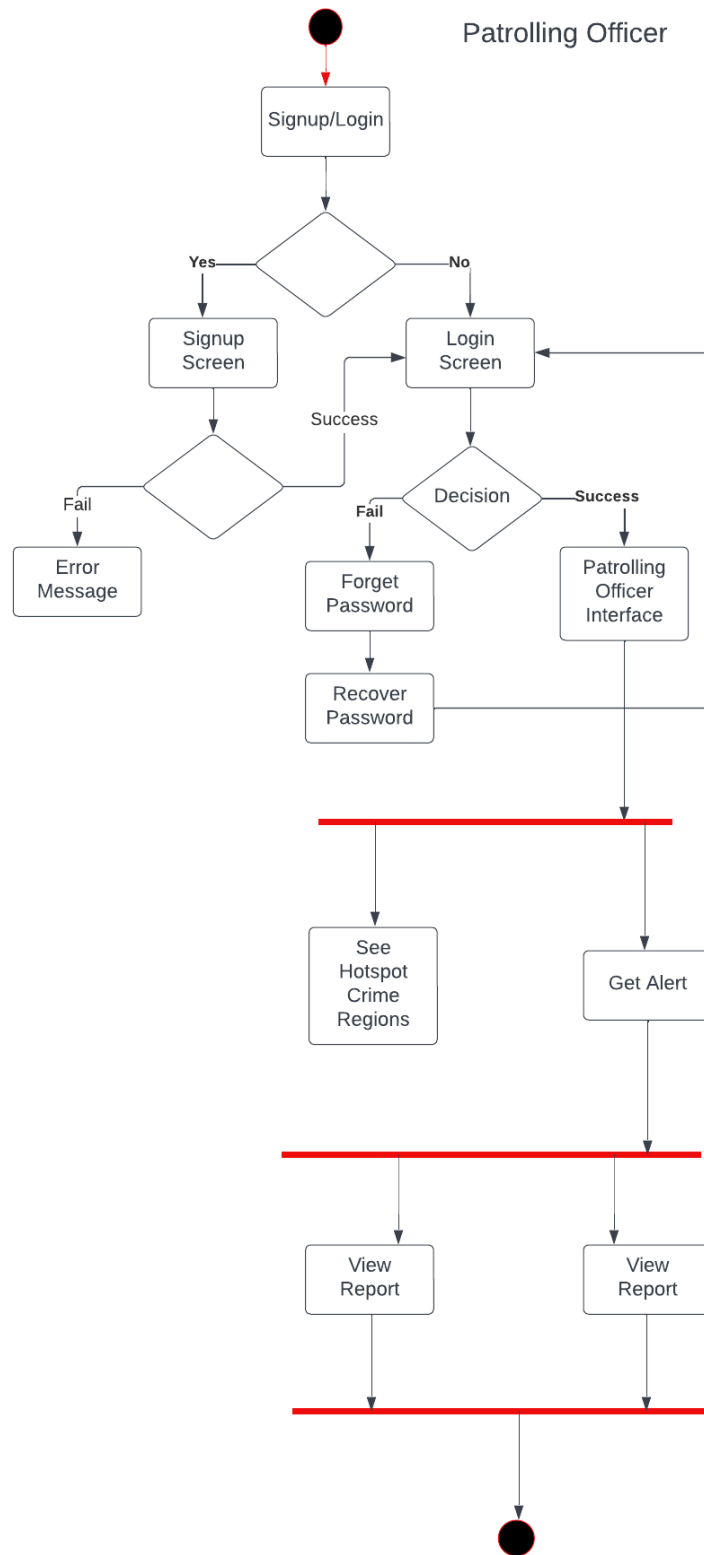 Patrolling Officer
Signup/Login
Yes
No
Signup
Screen
Login
Screen
Success
Fail
Decision
Fail
Success
Error
Message
Forget
Password
Patrolling
Officer
Interface
Recover
Password
See
Hotspot
Crime
Regions
Get Alert
View
Report
View
Report